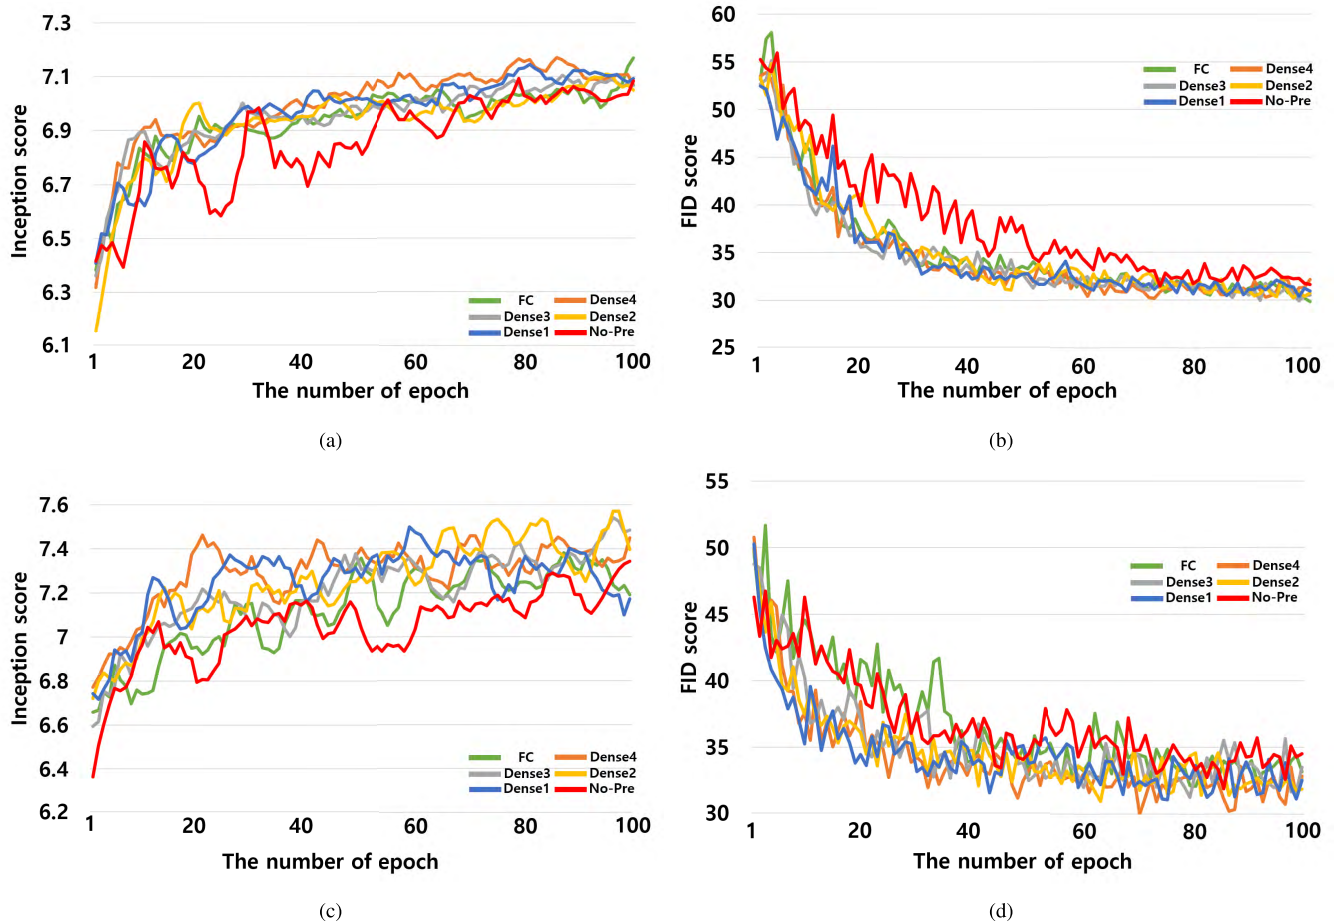 7.3
7.1
6.9
6.7
6.5
6.3
6.1
Inception score
FC Dense4
Dense3 Dense2
Dense1 No-Pre
1 20 40 60 80 100
The number of epoch
(a)
60
55
50
45
40
35
30
25
FID score
FC Dense4
Dense3 Dense2
Dense1 No-Pre
1 20 40 60 80 100
The number of epoch
(b)
7.6
7.4
7.2
7
6.8
6.6
6.4
6.2
Inception score
FC Dense4
Dense3 Dense2
Dense1 No-Pre
1 20 40 60 80 100
The number of epoch
(c)
55
50
45
40
35
30
FID score
FC Dense4
Dense3 Dense2
Dense1 No-Pre
1 20 40 60 80 100
The number of epoch
(d)